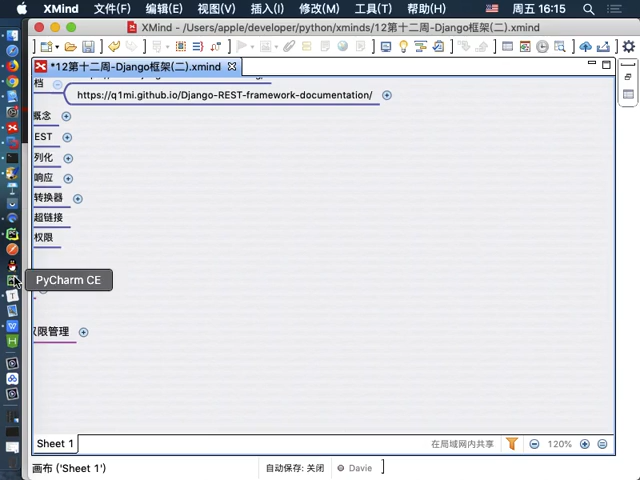 XMind 文件(F) 编辑(E) 视图(V) 插入(I) 修改(M) 工具(T) 帮助(H) 周五 16:15
XMind - /Users/apple/developer/python/xminds/12第十二周-Django框架(二).xmind
*12第十二周-Django框架(二).xmind
档
https://q1mi.github.io/Django-REST-framework-documentation/
概念
EST
列化
响应
转换器
超链接
权限
PyCharm CE
权限管理
Sheet 1
在局域网内共享 120%
画布 ('Sheet 1') 自动保存: 关闭 Davie